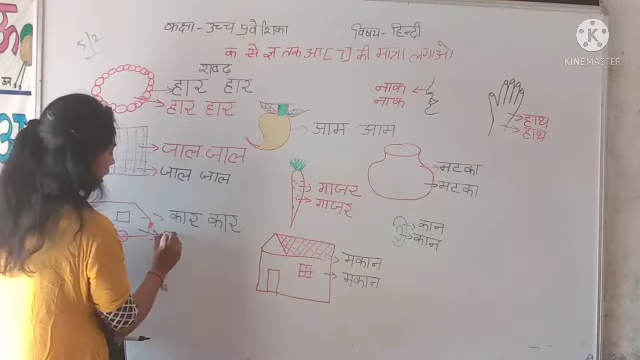 कक्षा - उच्च प्रवेशिका
विषय - हिन्दी
क से ज्ञ तक आ [ ा ] की मात्रा लगाओ
शब्द
हार हार
हार हार
जाल जाल
जाल जाल
कार कार
आम आम
गाजर
गाजर
मकान
मकान
नाक
नाक
मटका
मटका
कान
कान
हाथ
हाथ
KINEMASTER